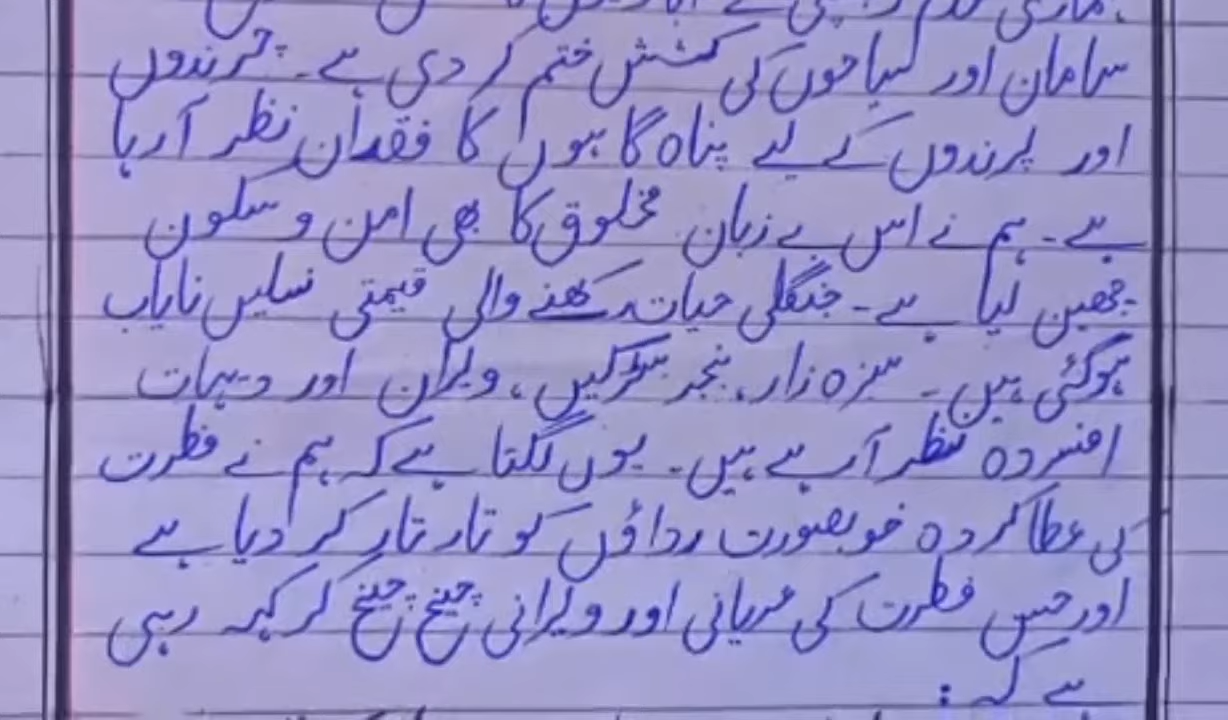 سامان اور سیاحوں کی کشش ختم کر دی ہے۔ چرندوں
اور پرندوں کے لیے پناہ گاہوں کا فقدان نظر آ رہا
ہے۔ ہم نے اس بے زبان مخلوق کا بھی امن و سکون
چھین لیا ہے۔ جنگلی حیات رکھنے والی قیمتی نسلیں نایاب
ہو گئی ہیں۔ سبزہ زار، بنجر سڑکیں، ویران اور دیہات
افسردہ نظر آ رہے ہیں۔ یوں لگتا ہے کہ ہم نے فطرت
کی عطا کردہ خوبصورت رداؤں کو تار تار کر دیا ہے
اور جس فطرت کی عریانی اور ویرانی چیخ چیخ کر کہہ رہی
ہے کہ :